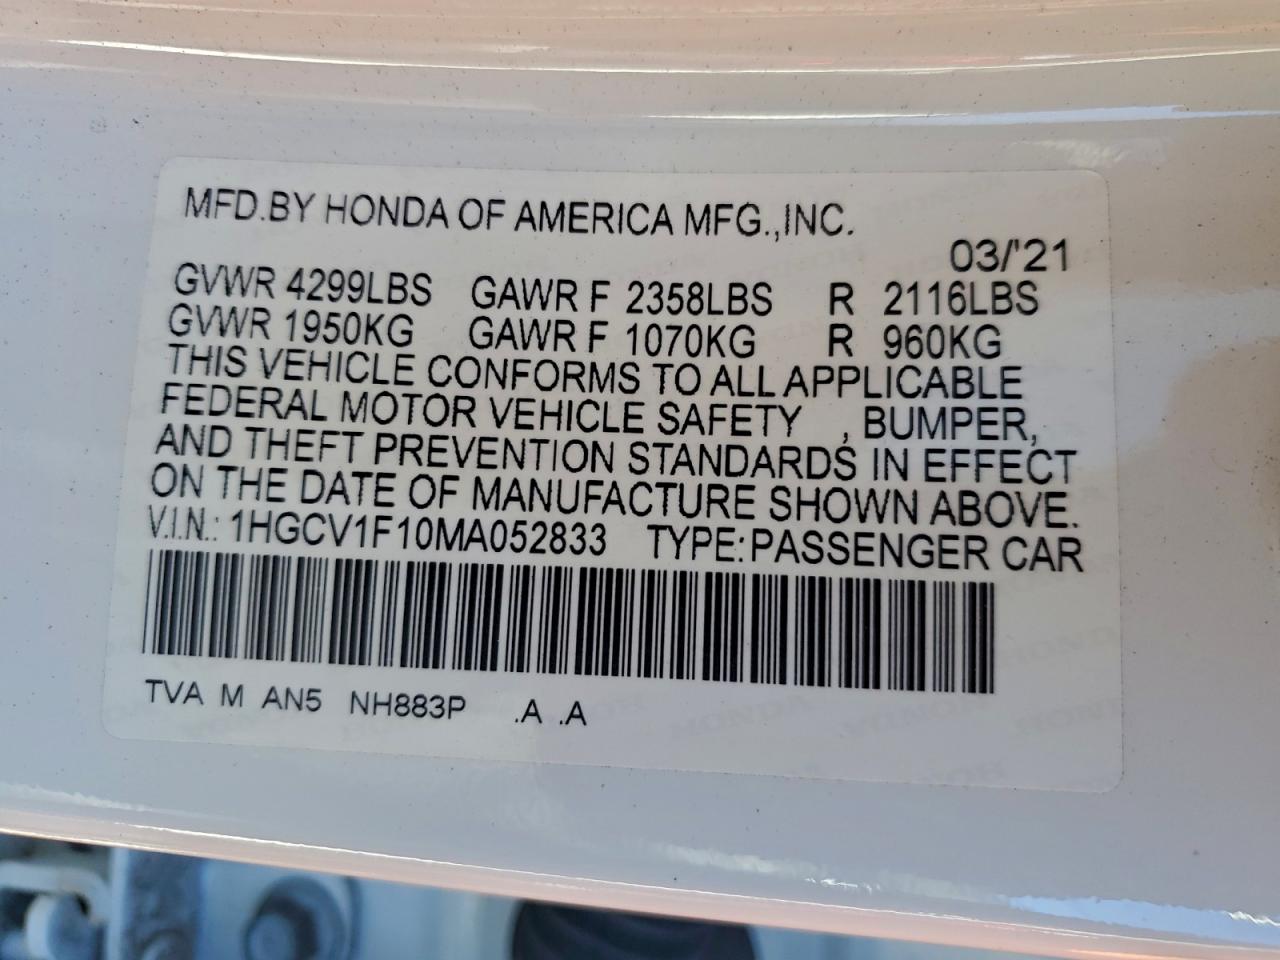 MFD.BY HONDA OF AMERICA MFG.,INC.
03/'21
GVWR 4299LBS GAWR F 2358LBS R 2116LBS
GVWR 1950KG GAWR F 1070KG R 960KG
THIS VEHICLE CONFORMS TO ALL APPLICABLE
FEDERAL MOTOR VEHICLE SAFETY , BUMPER,
AND THEFT PREVENTION STANDARDS IN EFFECT
ON THE DATE OF MANUFACTURE SHOWN ABOVE.
V.I.N.: 1HGCV1F10MA052833 TYPE:PASSENGER CAR
TVA M AN5 NH883P .A .A